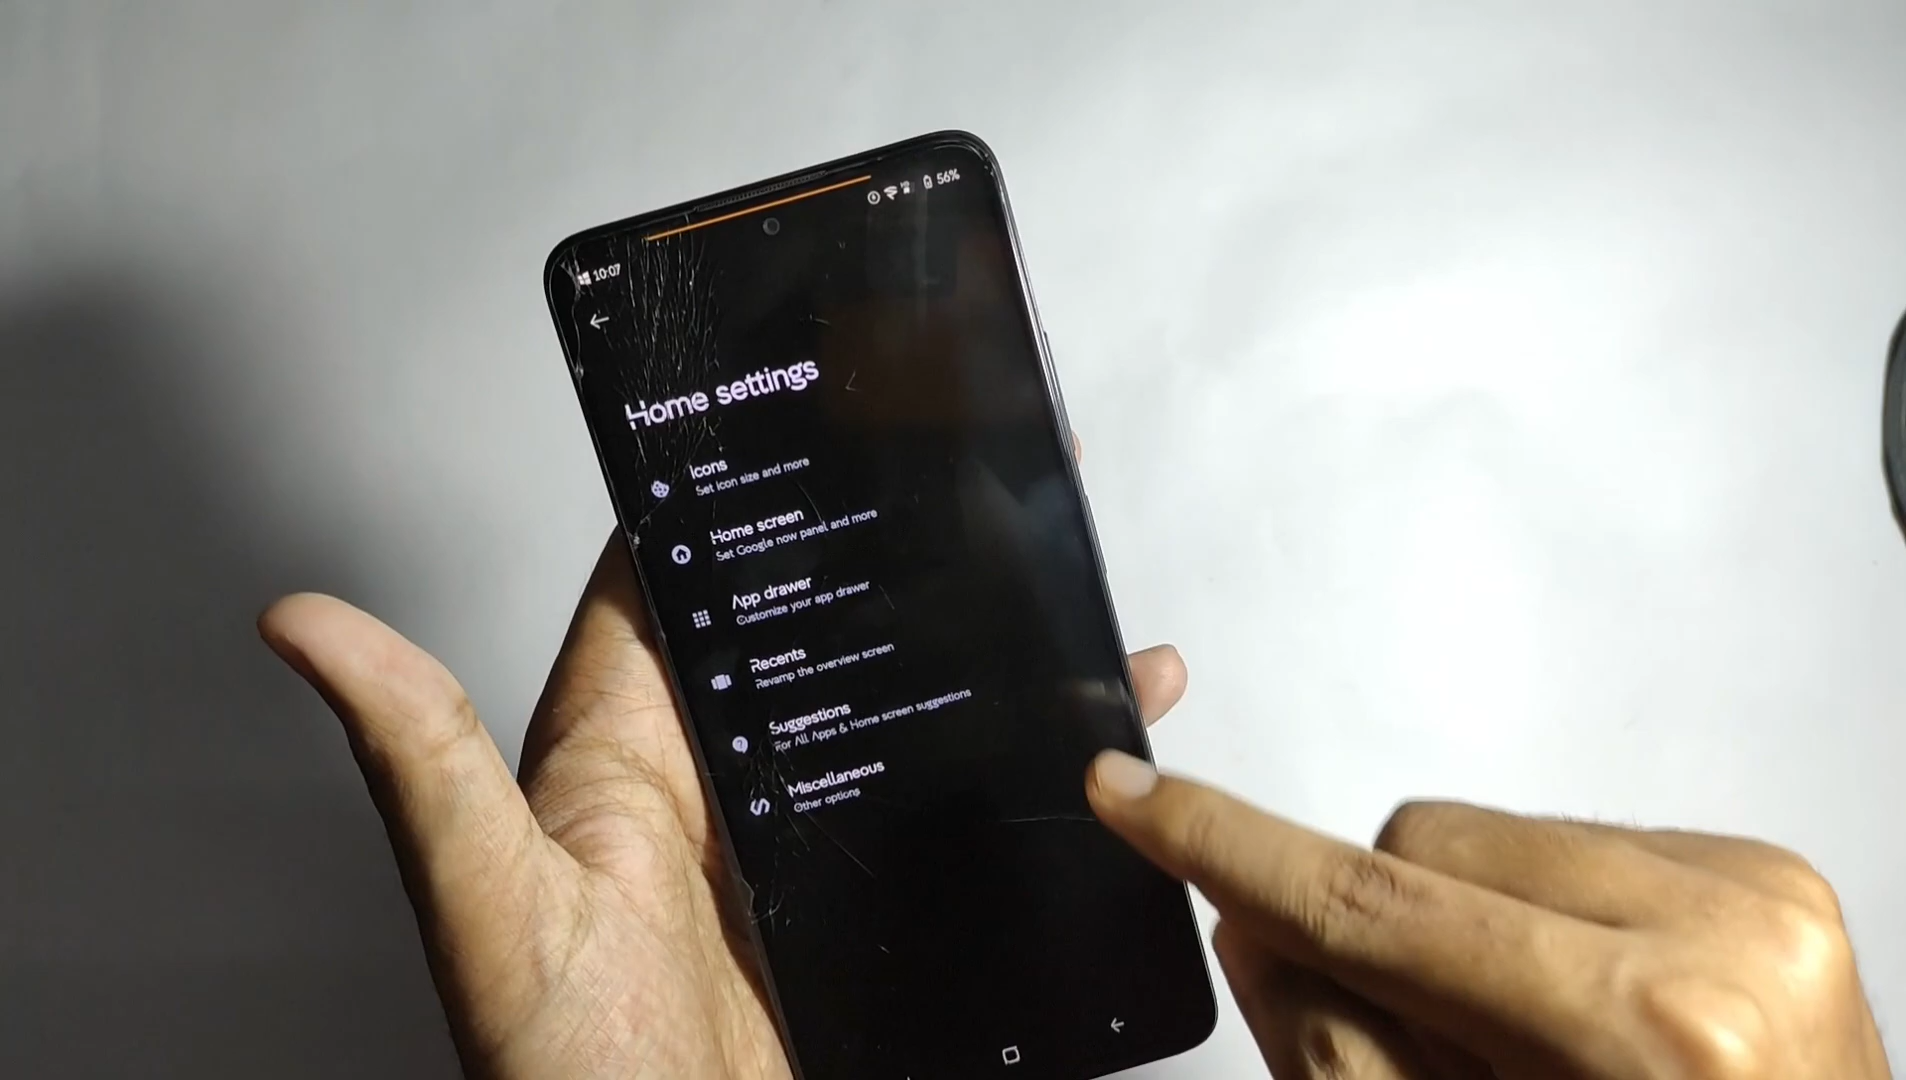 10:07
56%
Home settings
Icons
Set icon size and more
Home screen
Set Google now panel and more
App drawer
Customize your app drawer
Recents
Revamp the overview screen
Suggestions
For All Apps & Home screen suggestions
Miscellaneous
Other options